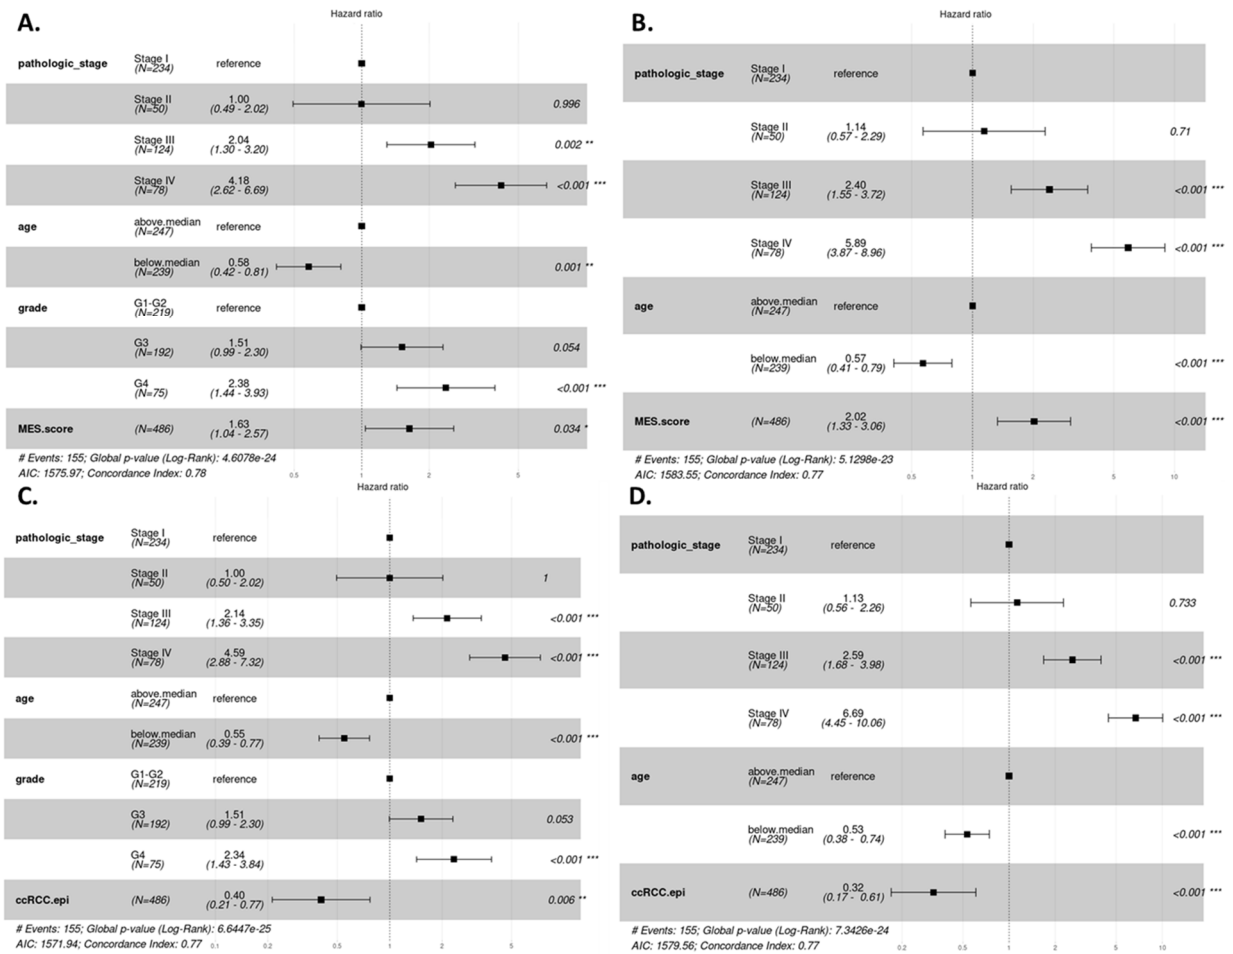 A.
Hazard ratio
pathologic_stage Stage I (N=234) reference
Stage II (N=50) 1.00 (0.49 - 2.02) 0.996
Stage III (N=124) 2.04 (1.30 - 3.20) 0.002 **
Stage IV (N=78) 4.18 (2.62 - 6.69) <0.001 ***
age above.median (N=247) reference
below.median (N=239) 0.58 (0.42 - 0.81) 0.001 **
grade G1-G2 (N=219) reference
G3 (N=192) 1.51 (0.99 - 2.30) 0.054
G4 (N=75) 2.38 (1.44 - 3.93) <0.001 ***
MES.score (N=486) 1.63 (1.04 - 2.57) 0.034 *
# Events: 155; Global p-value (Log-Rank): 4.6078e-24
AIC: 1575.97; Concordance Index: 0.78
0.5 1 2 5
B.
Hazard ratio
pathologic_stage Stage I (N=234) reference
Stage II (N=50) 1.14 (0.57 - 2.29) 0.71
Stage III (N=124) 2.40 (1.55 - 3.72) <0.001 ***
Stage IV (N=78) 5.89 (3.87 - 8.96) <0.001 ***
age above.median (N=247) reference
below.median (N=239) 0.57 (0.41 - 0.79) <0.001 ***
MES.score (N=486) 2.02 (1.33 - 3.06) <0.001 ***
# Events: 155; Global p-value (Log-Rank): 5.1298e-23
AIC: 1583.55; Concordance Index: 0.77
0.5 1 2 5 10
C.
Hazard ratio
pathologic_stage Stage I (N=234) reference
Stage II (N=50) 1.00 (0.50 - 2.02) 1
Stage III (N=124) 2.14 (1.36 - 3.35) <0.001 ***
Stage IV (N=78) 4.59 (2.88 - 7.32) <0.001 ***
age above.median (N=247) reference
below.median (N=239) 0.55 (0.39 - 0.77) <0.001 ***
grade G1-G2 (N=219) reference
G3 (N=192) 1.51 (0.99 - 2.30) 0.053
G4 (N=75) 2.34 (1.43 - 3.84) <0.001 ***
ccRCC.epi (N=486) 0.40 (0.21 - 0.77) 0.006 **
# Events: 155; Global p-value (Log-Rank): 6.6447e-25
AIC: 1571.94; Concordance Index: 0.77
0.1 0.2 0.5 1 2 5
D.
Hazard ratio
pathologic_stage Stage I (N=234) reference
Stage II (N=50) 1.13 (0.56 - 2.26) 0.733
Stage III (N=124) 2.59 (1.68 - 3.98) <0.001 ***
Stage IV (N=78) 6.69 (4.45 - 10.06) <0.001 ***
age above.median (N=247) reference
below.median (N=239) 0.53 (0.38 - 0.74) <0.001 ***
ccRCC.epi (N=486) 0.32 (0.17 - 0.61) <0.001 ***
# Events: 155; Global p-value (Log-Rank): 7.3426e-24
AIC: 1579.56; Concordance Index: 0.77
0.2 0.5 1 2 5 10